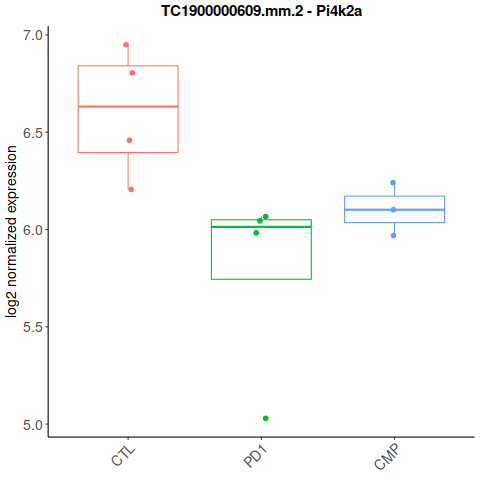 TC1900000609.mm.2 - Pi4k2a
log2 normalized expression
7.0
6.5
6.0
5.5
5.0
CTL
PD1
CMP